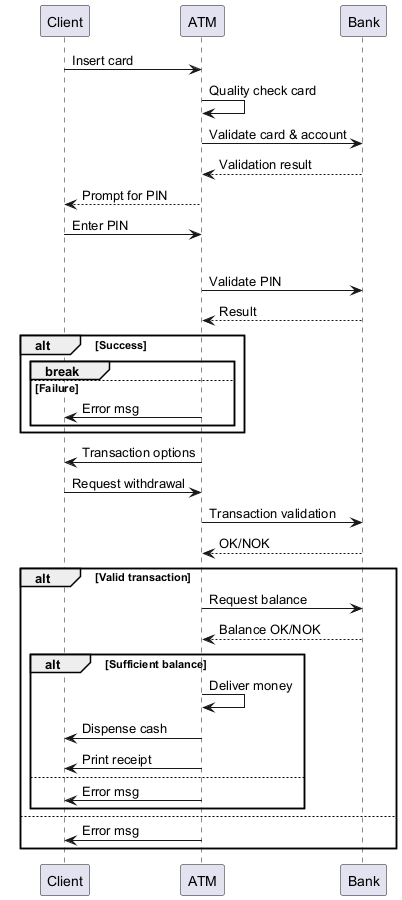 Client ATM Bank
Insert card
Quality check card
Validate card & account
Validation result
Prompt for PIN
Enter PIN
Validate PIN
Result
alt [Success]
break
[Failure]
Error msg
Transaction options
Request withdrawal
Transaction validation
OK/NOK
alt [Valid transaction]
Request balance
Balance OK/NOK
alt [Sufficient balance]
Deliver money
Dispense cash
Print receipt
Error msg
Error msg
Client ATM Bank